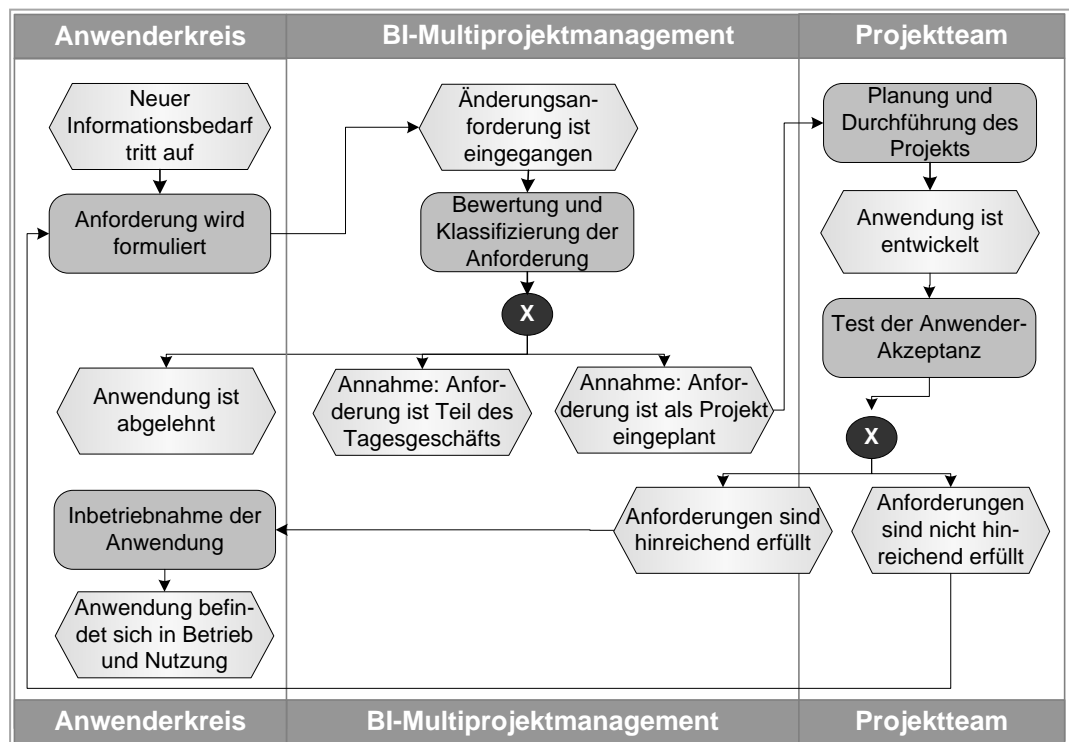 Anwenderkreis
BI-Multiprojektmanagement
Projektteam
Neuer
Informationsbedarf
tritt auf
Anforderung wird
formuliert
Änderungsan-
forderung ist
eingegangen
Bewertung und
Klassifizierung der
Anforderung
X
Anwendung ist
abgelehnt
Annahme: Anfor-
derung ist Teil des
Tagesgeschäfts
Annahme: Anfor-
derung ist als Projekt
eingeplant
Planung und
Durchführung des
Projekts
Anwendung ist
entwickelt
Test der Anwender-
Akzeptanz
X
Anforderungen sind
hinreichend erfüllt
Anforderungen
sind nicht hin-
reichend erfüllt
Inbetriebnahme der
Anwendung
Anwendung befin-
det sich in Betrieb
und Nutzung
Anwenderkreis
BI-Multiprojektmanagement
Projektteam